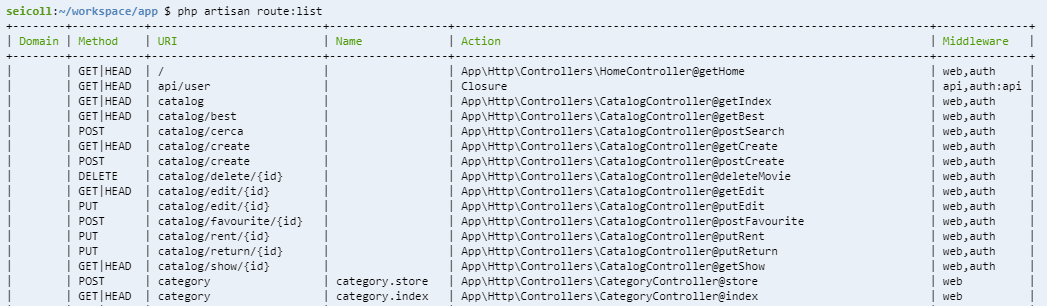 seicoll:~/workspace/app $ php artisan route:list
+--------+----------+------------------------+----------------+------------------------------------------------------------------------+--------------+
| Domain | Method | URI | Name | Action | Middleware |
+--------+----------+------------------------+----------------+------------------------------------------------------------------------+--------------+
| | GET|HEAD | / | | App\Http\Controllers\HomeController@getHome | web,auth |
| | GET|HEAD | api/user | | Closure | api,auth:api |
| | GET|HEAD | catalog | | App\Http\Controllers\CatalogController@getIndex | web,auth |
| | GET|HEAD | catalog/best | | App\Http\Controllers\CatalogController@getBest | web,auth |
| | POST | catalog/cerca | | App\Http\Controllers\CatalogController@postSearch | web,auth |
| | GET|HEAD | catalog/create | | App\Http\Controllers\CatalogController@getCreate | web,auth |
| | POST | catalog/create | | App\Http\Controllers\CatalogController@postCreate | web,auth |
| | DELETE | catalog/delete/{id} | | App\Http\Controllers\CatalogController@deleteMovie | web,auth |
| | GET|HEAD | catalog/edit/{id} | | App\Http\Controllers\CatalogController@getEdit | web,auth |
| | PUT | catalog/edit/{id} | | App\Http\Controllers\CatalogController@putEdit | web,auth |
| | POST | catalog/favourite/{id} | | App\Http\Controllers\CatalogController@postFavourite | web,auth |
| | PUT | catalog/rent/{id} | | App\Http\Controllers\CatalogController@putRent | web,auth |
| | PUT | catalog/return/{id} | | App\Http\Controllers\CatalogController@putReturn | web,auth |
| | GET|HEAD | catalog/show/{id} | | App\Http\Controllers\CatalogController@getShow | web,auth |
| | POST | category | category.store | App\Http\Controllers\CategoryController@store | web |
| | GET|HEAD | category | category.index | App\Http\Controllers\CategoryController@index | web |